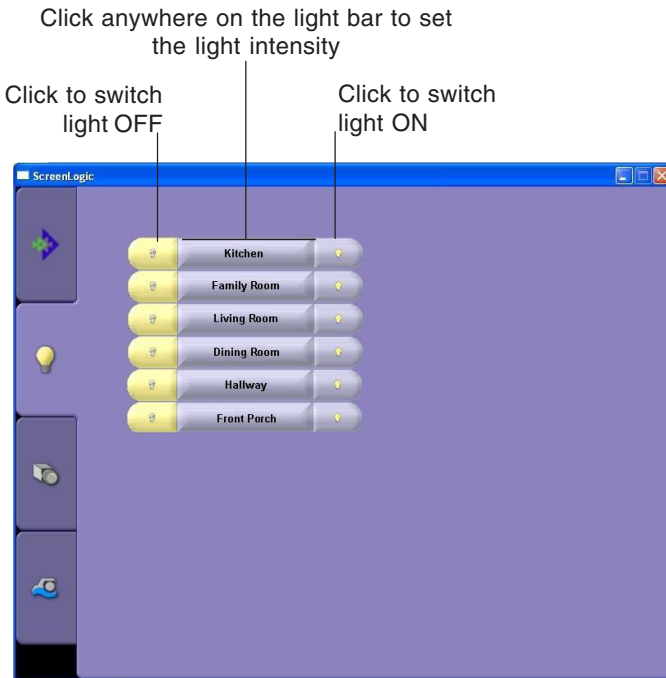 Click anywhere on the light bar to set
the light intensity
Click to switch
light OFF
Click to switch
light ON
ScreenLogic
Kitchen
Family Room
Living Room
Dining Room
Hallway
Front Porch